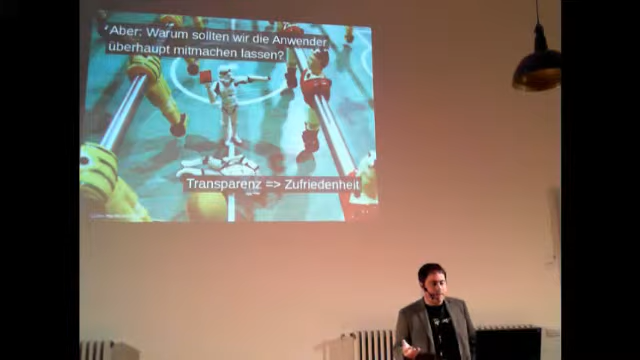 Aber: Warum sollten wir die Anwender
überhaupt mitmachen lassen?
Transparenz => Zufriedenheit